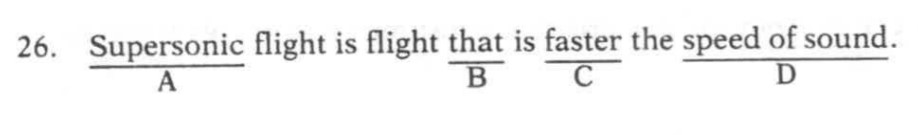 26. Supersonic flight is flight that is faster the speed of sound.
A B C D